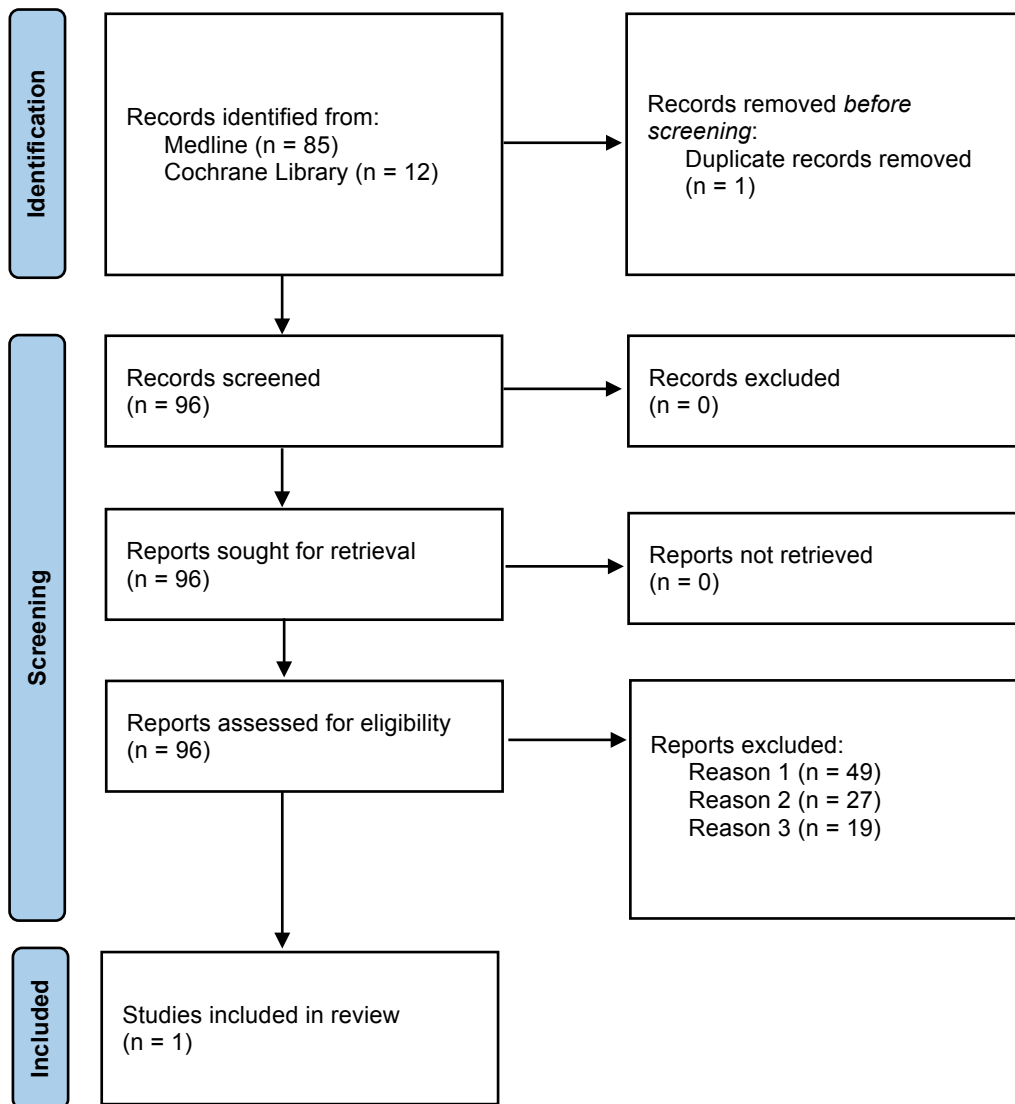 Identification
Records identified from:
Medline (n = 85)
Cochrane Library (n = 12)
Records removed before
screening:
Duplicate records removed
(n = 1)
Screening
Records screened
(n = 96)
Records excluded
(n = 0)
Reports sought for retrieval
(n = 96)
Reports not retrieved
(n = 0)
Reports assessed for eligibility
(n = 96)
Reports excluded:
Reason 1 (n = 49)
Reason 2 (n = 27)
Reason 3 (n = 19)
Included
Studies included in review
(n = 1)